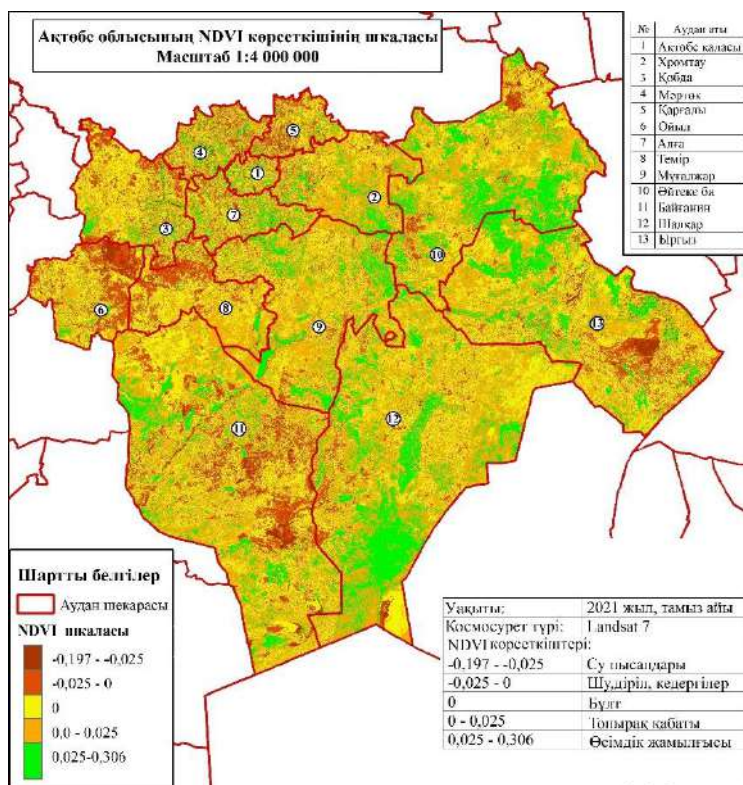 Ақтөбе облысының NDVI көрсеткішінің шкаласы
Масштаб 1:4 000 000
№ Аудан аты
1 Ақтөбе қаласы
2 Хромтау
3 Қобда
4 Мәртөк
5 Қарғалы
6 Ойыл
7 Алға
8 Темір
9 Мұғалжар
10 Әйтеке би
11 Байғанин
12 Шалқар
13 Ырғыз
5
4
1
2
7
3
10
6
8
9
13
12
11
Шартты белгілер
Аудан шекарасы
NDVI шкаласы
-0,197 - -0,025
-0,025 - 0
0
0,0 - 0,025
0,025-0,306
Уақыты: 2021 жыл, тамыз айы
Космосурет түрі: Landsat 7
NDVI көрсеткіштері:
-0,197 - -0,025 Су нысандары
-0,025 - 0 Шу,діріл, кедергілер
0 Бұлт
0 - 0,025 Топырақ қабаты
0,025 - 0,306 Өсімдік жамылғысы